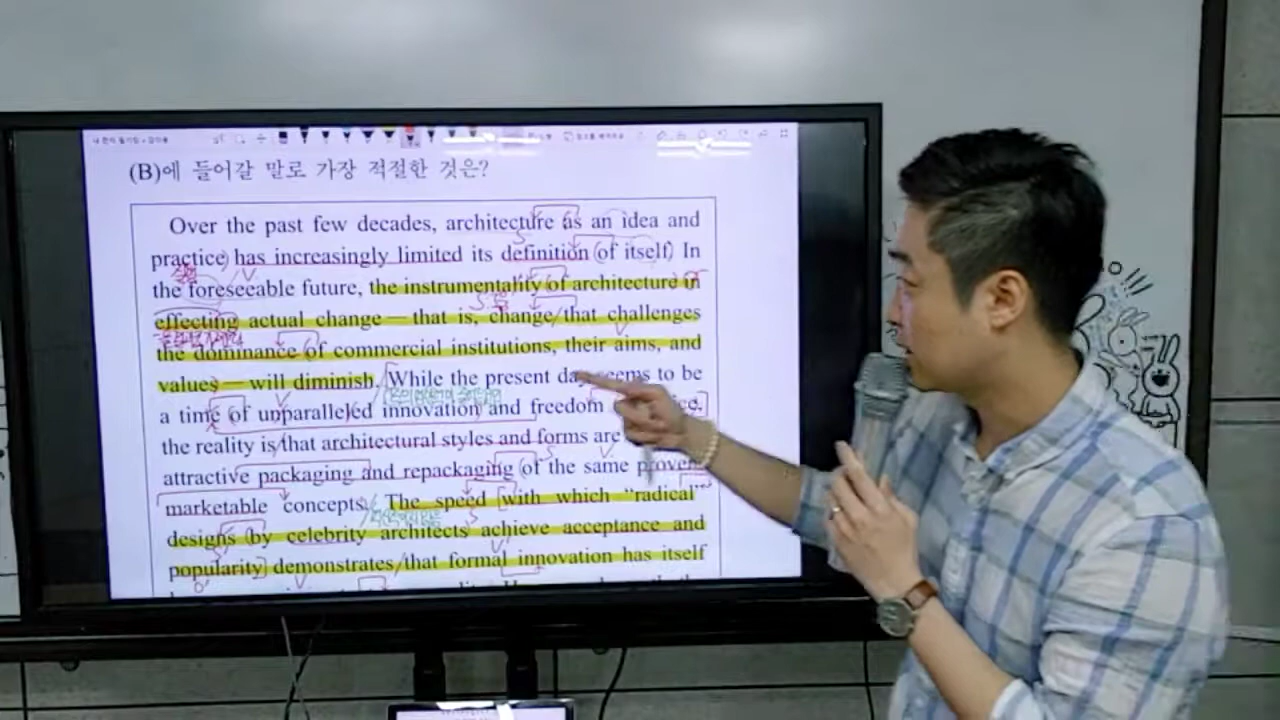 (B)에 들어갈 말로 가장 적절한 것은?
Over the past few decades, architecture as an idea and
practice has increasingly limited its definition of itself. In
the foreseeable future, the instrumentality of architecture in
effecting actual change — that is, change that challenges
the dominance of commercial institutions, their aims, and
values — will diminish. While the present day seems to be
a time of unparalleled innovation and freedom
the reality is that architectural styles and forms are
attractive packaging and repackaging of the same proven
marketable concepts. The speed with which “radical”
designs by celebrity architects achieve acceptance and
popularity demonstrates that formal innovation has itself